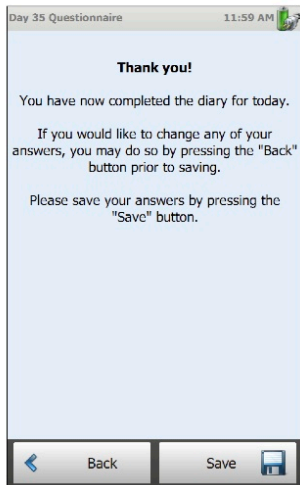 Day 35 Questionnaire 11:59 AM
Thank you!
You have now completed the diary for today.
If you would like to change any of your
answers, you may do so by pressing the "Back"
button prior to saving.
Please save your answers by pressing the
"Save" button.
Back Save